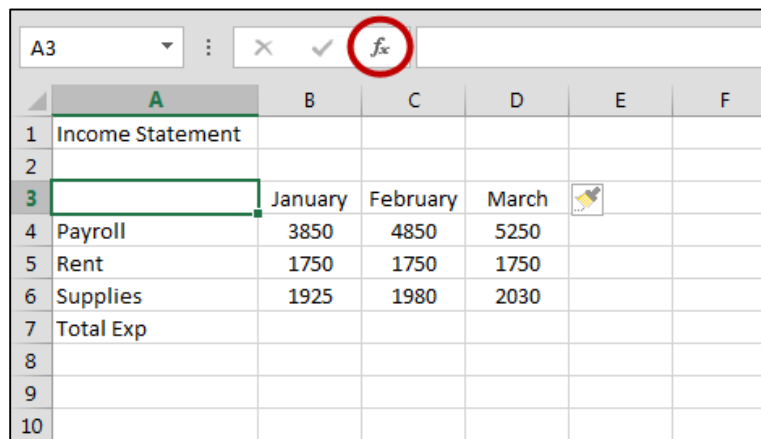 A3 fx
A B C D E F
1 Income Statement
2
3 January February March
4 Payroll 3850 4850 5250
5 Rent 1750 1750 1750
6 Supplies 1925 1980 2030
7 Total Exp
8
9
10